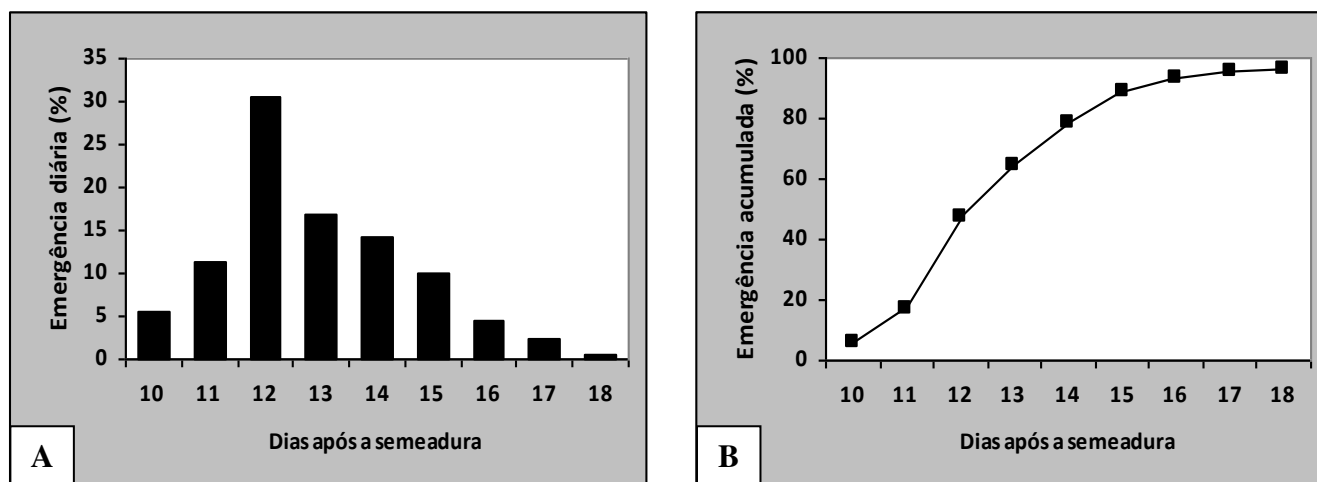 Emergência diária (%)
35
30
25
20
15
10
5
0
10 11 12 13 14 15 16 17 18
Dias após a semeadura
A
Emergência acumulada (%)
100
80
60
40
20
0
10 11 12 13 14 15 16 17 18
Dias após a semeadura
B